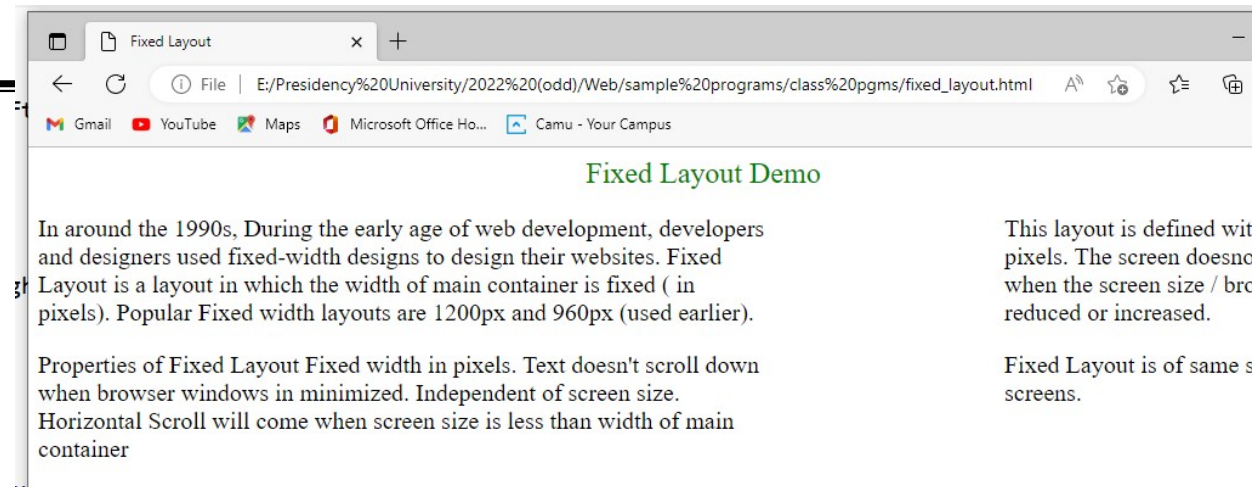 Fixed Layout
File
E:/Presidency%20University/2022%20(odd)/Web/sample%20programs/class%20pgms/fixed_layout.html
Gmail YouTube Maps Microsoft Office Ho... Camu - Your Campus
Fixed Layout Demo
In around the 1990s, During the early age of web development, developers
and designers used fixed-width designs to design their websites. Fixed
Layout is a layout in which the width of main container is fixed ( in
pixels). Popular Fixed width layouts are 1200px and 960px (used earlier).
Properties of Fixed Layout Fixed width in pixels. Text doesn't scroll down
when browser windows in minimized. Independent of screen size.
Horizontal Scroll will come when screen size is less than width of main
container
This layout is defined wit
pixels. The screen doesno
when the screen size / bro
reduced or increased.
Fixed Layout is of same s
screens.